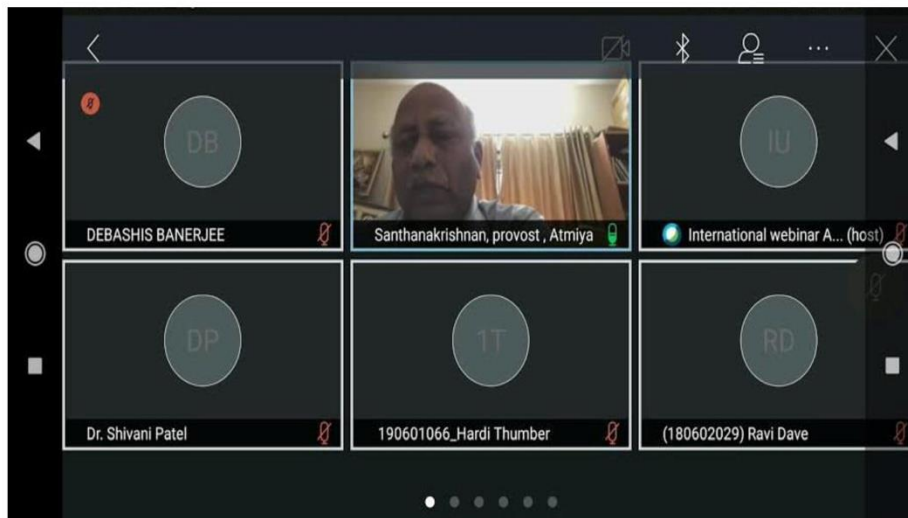 DB
DEBASHIS BANERJEE
Santhanakrishnan, provost , Atmiya
IU
International webinar A... (host)
DP
Dr. Shivani Patel
1T
190601066_Hardi Thumber
RD
(180602029) Ravi Dave